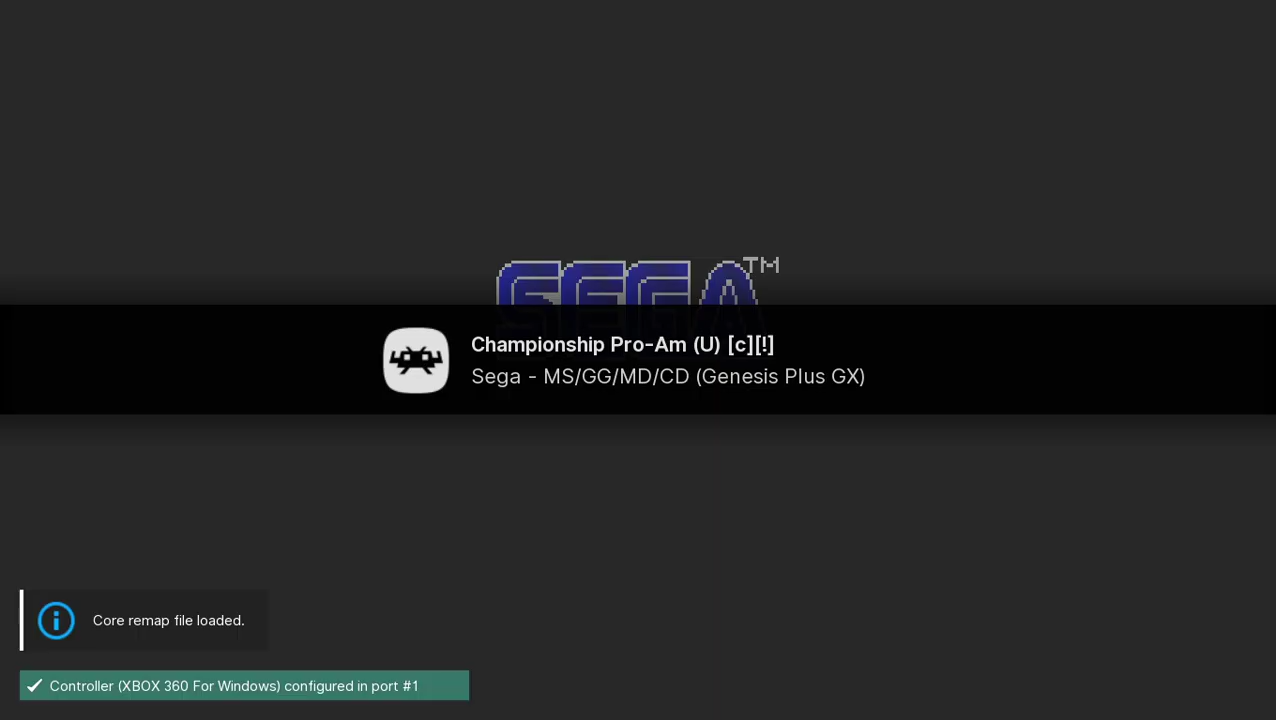 SEGA™
Championship Pro-Am (U) [c][!]
Sega - MS/GG/MD/CD (Genesis Plus GX)
Core remap file loaded.
Controller (XBOX 360 For Windows) configured in port #1